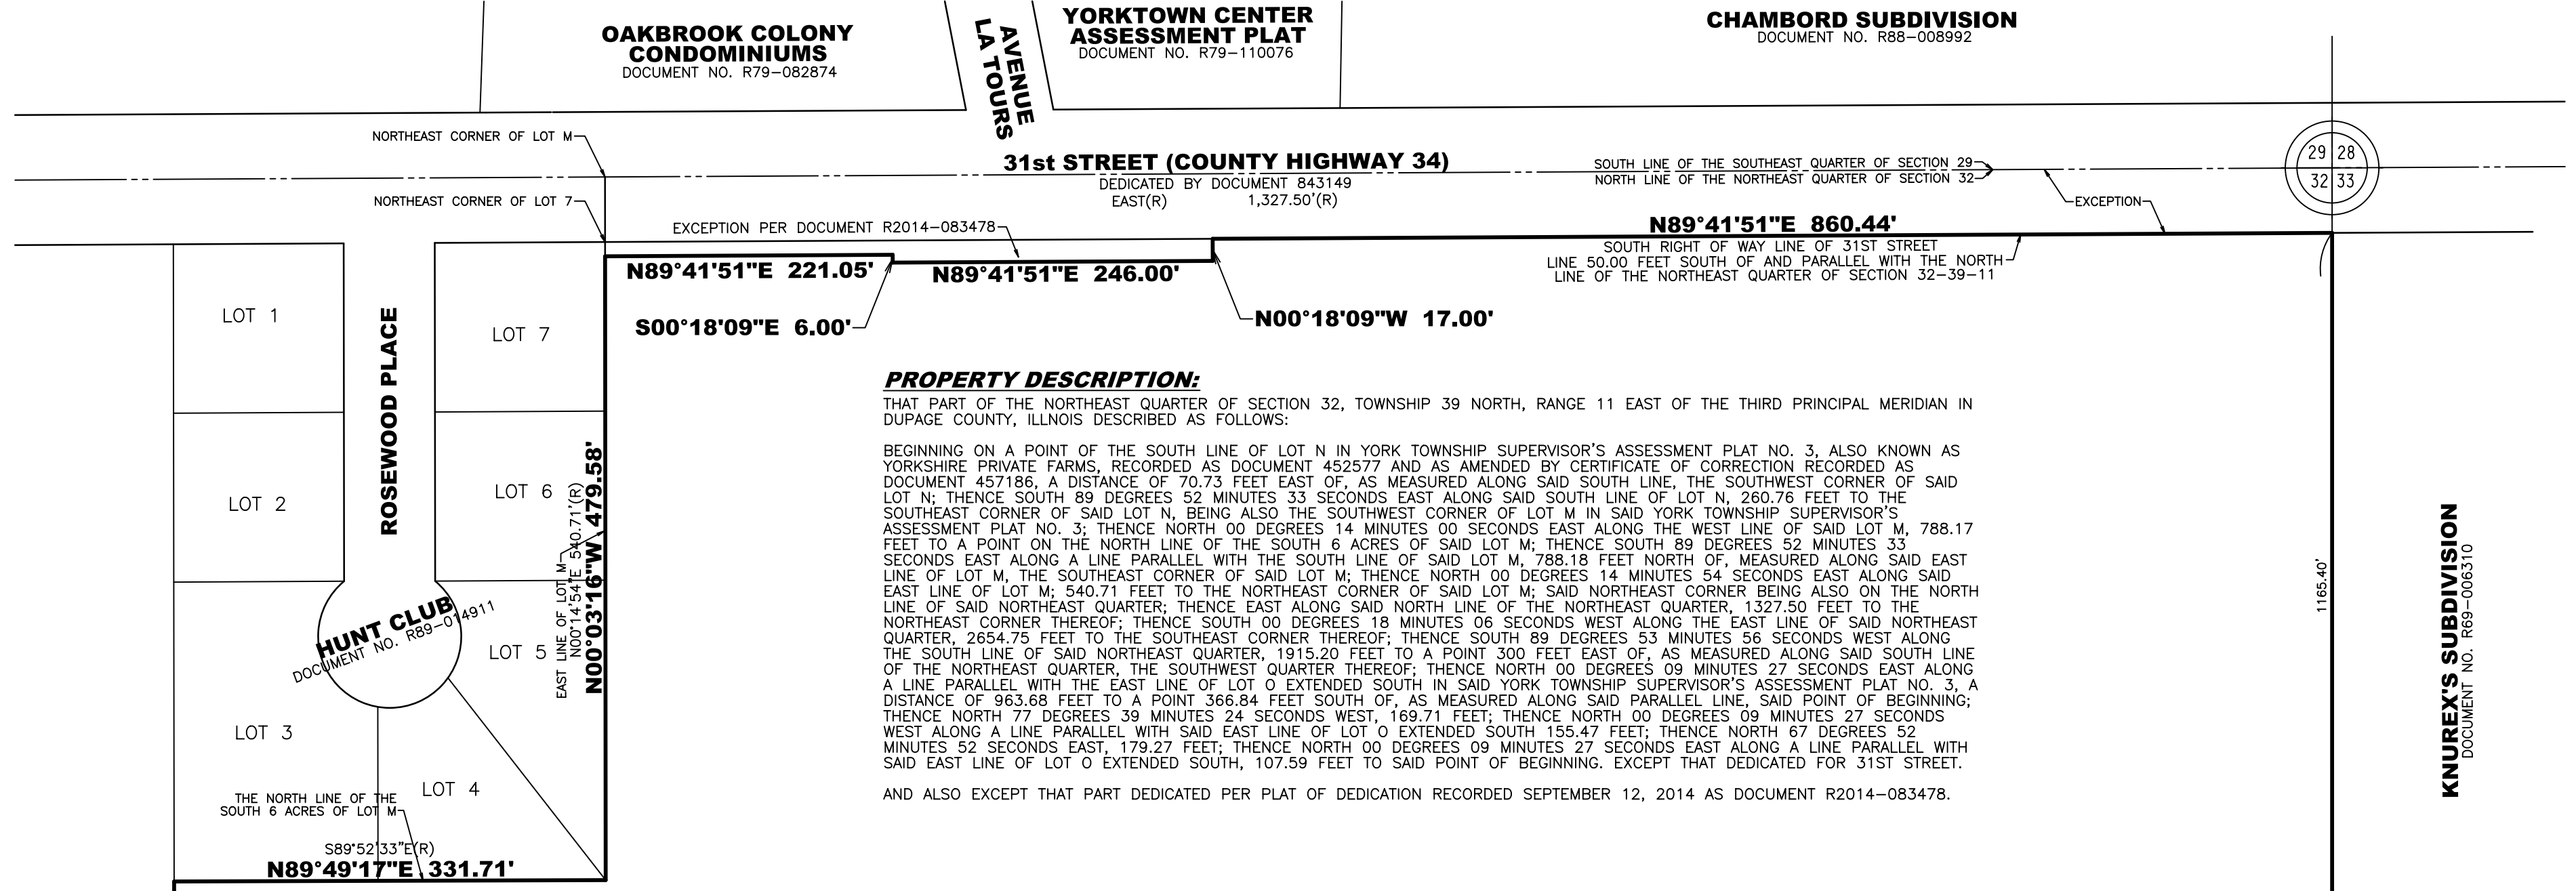 OAKBROOK COLONY
CONDOMINIUMS
DOCUMENT NO. R79-082874
AVENUE
LA TOURS
YORKTOWN CENTER
ASSESSMENT PLAT
DOCUMENT NO. R79-110076
CHAMBORD SUBDIVISION
DOCUMENT NO. R88-008992
NORTHEAST CORNER OF LOT M
31st STREET (COUNTY HIGHWAY 34)
DEDICATED BY DOCUMENT 843149
EAST(R) 1,327.50'(R)
SOUTH LINE OF THE SOUTHEAST QUARTER OF SECTION 29
NORTH LINE OF THE NORTHEAST QUARTER OF SECTION 32
29 28
32 33
EXCEPTION
NORTHEAST CORNER OF LOT 7
EXCEPTION PER DOCUMENT R2014-083478
N89°41'51"E 860.44'
SOUTH RIGHT OF WAY LINE OF 31ST STREET
LINE 50.00 FEET SOUTH OF AND PARALLEL WITH THE NORTH
LINE OF THE NORTHEAST QUARTER OF SECTION 32-39-11
N89°41'51"E 221.05'
N89°41'51"E 246.00'
S00°18'09"E 6.00'
N00°18'09"W 17.00'
LOT 1
LOT 7
ROSEWOOD PLACE
LOT 2
LOT 6
EAST LINE OF LOT M
N00°14'54"E 540.71'(R)
N00°03'16"W 479.58'
HUNT CLUB
DOCUMENT NO. R89-014911
LOT 5
LOT 3
LOT 4
THE NORTH LINE OF THE
SOUTH 6 ACRES OF LOT M
S89°52'33"E(R)
N89°49'17"E 331.71'
PROPERTY DESCRIPTION:
THAT PART OF THE NORTHEAST QUARTER OF SECTION 32, TOWNSHIP 39 NORTH, RANGE 11 EAST OF THE THIRD PRINCIPAL MERIDIAN IN
DUPAGE COUNTY, ILLINOIS DESCRIBED AS FOLLOWS:
BEGINNING ON A POINT OF THE SOUTH LINE OF LOT N IN YORK TOWNSHIP SUPERVISOR'S ASSESSMENT PLAT NO. 3, ALSO KNOWN AS
YORKSHIRE PRIVATE FARMS, RECORDED AS DOCUMENT 452577 AND AS AMENDED BY CERTIFICATE OF CORRECTION RECORDED AS
DOCUMENT 457186, A DISTANCE OF 70.73 FEET EAST OF, AS MEASURED ALONG SAID SOUTH LINE, THE SOUTHWEST CORNER OF SAID
LOT N; THENCE SOUTH 89 DEGREES 52 MINUTES 33 SECONDS EAST ALONG SAID SOUTH LINE OF LOT N, 260.76 FEET TO THE
SOUTHEAST CORNER OF SAID LOT N, BEING ALSO THE SOUTHWEST CORNER OF LOT M IN SAID YORK TOWNSHIP SUPERVISOR'S
ASSESSMENT PLAT NO. 3; THENCE NORTH 00 DEGREES 14 MINUTES 00 SECONDS EAST ALONG THE WEST LINE OF SAID LOT M, 788.17
FEET TO A POINT ON THE NORTH LINE OF THE SOUTH 6 ACRES OF SAID LOT M; THENCE SOUTH 89 DEGREES 52 MINUTES 33
SECONDS EAST ALONG A LINE PARALLEL WITH THE SOUTH LINE OF SAID LOT M, 788.18 FEET NORTH OF, MEASURED ALONG SAID EAST
LINE OF LOT M, THE SOUTHEAST CORNER OF SAID LOT M; THENCE NORTH 00 DEGREES 14 MINUTES 54 SECONDS EAST ALONG SAID
EAST LINE OF LOT M; 540.71 FEET TO THE NORTHEAST CORNER OF SAID LOT M; SAID NORTHEAST CORNER BEING ALSO ON THE NORTH
LINE OF SAID NORTHEAST QUARTER; THENCE EAST ALONG SAID NORTH LINE OF THE NORTHEAST QUARTER, 1327.50 FEET TO THE
NORTHEAST CORNER THEREOF; THENCE SOUTH 00 DEGREES 18 MINUTES 06 SECONDS WEST ALONG THE EAST LINE OF SAID NORTHEAST
QUARTER, 2654.75 FEET TO THE SOUTHEAST CORNER THEREOF; THENCE SOUTH 89 DEGREES 53 MINUTES 56 SECONDS WEST ALONG
THE SOUTH LINE OF SAID NORTHEAST QUARTER, 1915.20 FEET TO A POINT 300 FEET EAST OF, AS MEASURED ALONG SAID SOUTH LINE
OF THE NORTHEAST QUARTER, THE SOUTHWEST QUARTER THEREOF; THENCE NORTH 00 DEGREES 09 MINUTES 27 SECONDS EAST ALONG
A LINE PARALLEL WITH THE EAST LINE OF LOT O EXTENDED SOUTH IN SAID YORK TOWNSHIP SUPERVISOR'S ASSESSMENT PLAT NO. 3, A
DISTANCE OF 963.68 FEET TO A POINT 366.84 FEET SOUTH OF, AS MEASURED ALONG SAID PARALLEL LINE, SAID POINT OF BEGINNING;
THENCE NORTH 77 DEGREES 39 MINUTES 24 SECONDS WEST, 169.71 FEET; THENCE NORTH 00 DEGREES 09 MINUTES 27 SECONDS
WEST ALONG A LINE PARALLEL WITH SAID EAST LINE OF LOT O EXTENDED SOUTH 155.47 FEET; THENCE NORTH 67 DEGREES 52
MINUTES 52 SECONDS EAST, 179.27 FEET; THENCE NORTH 00 DEGREES 09 MINUTES 27 SECONDS EAST ALONG A LINE PARALLEL WITH
SAID EAST LINE OF LOT O EXTENDED SOUTH, 107.59 FEET TO SAID POINT OF BEGINNING. EXCEPT THAT DEDICATED FOR 31ST STREET.
AND ALSO EXCEPT THAT PART DEDICATED PER PLAT OF DEDICATION RECORDED SEPTEMBER 12, 2014 AS DOCUMENT R2014-083478.
1165.40'
KNUREX'S SUBDIVISION
DOCUMENT NO. R69-006310